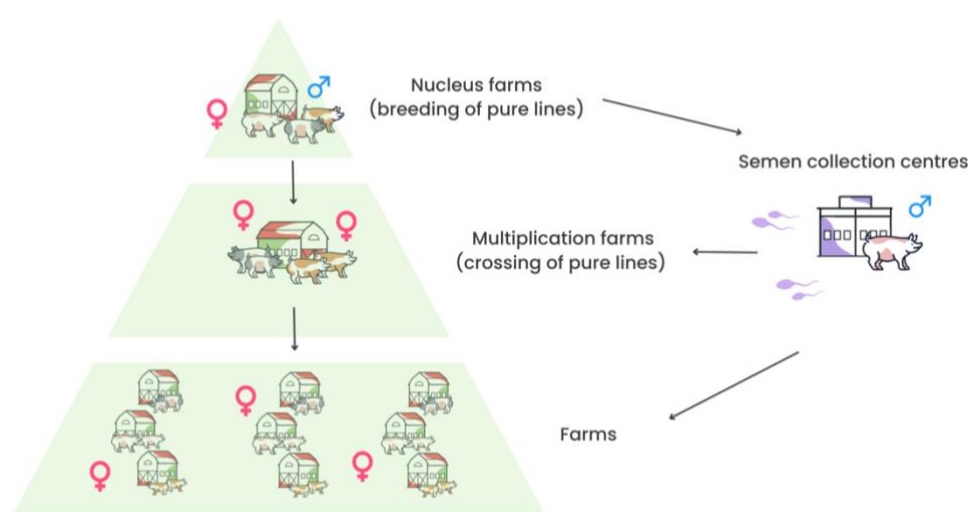 Nucleus farms
(breeding of pure lines)
Semen collection centres
Multiplication farms
(crossing of pure lines)
Farms